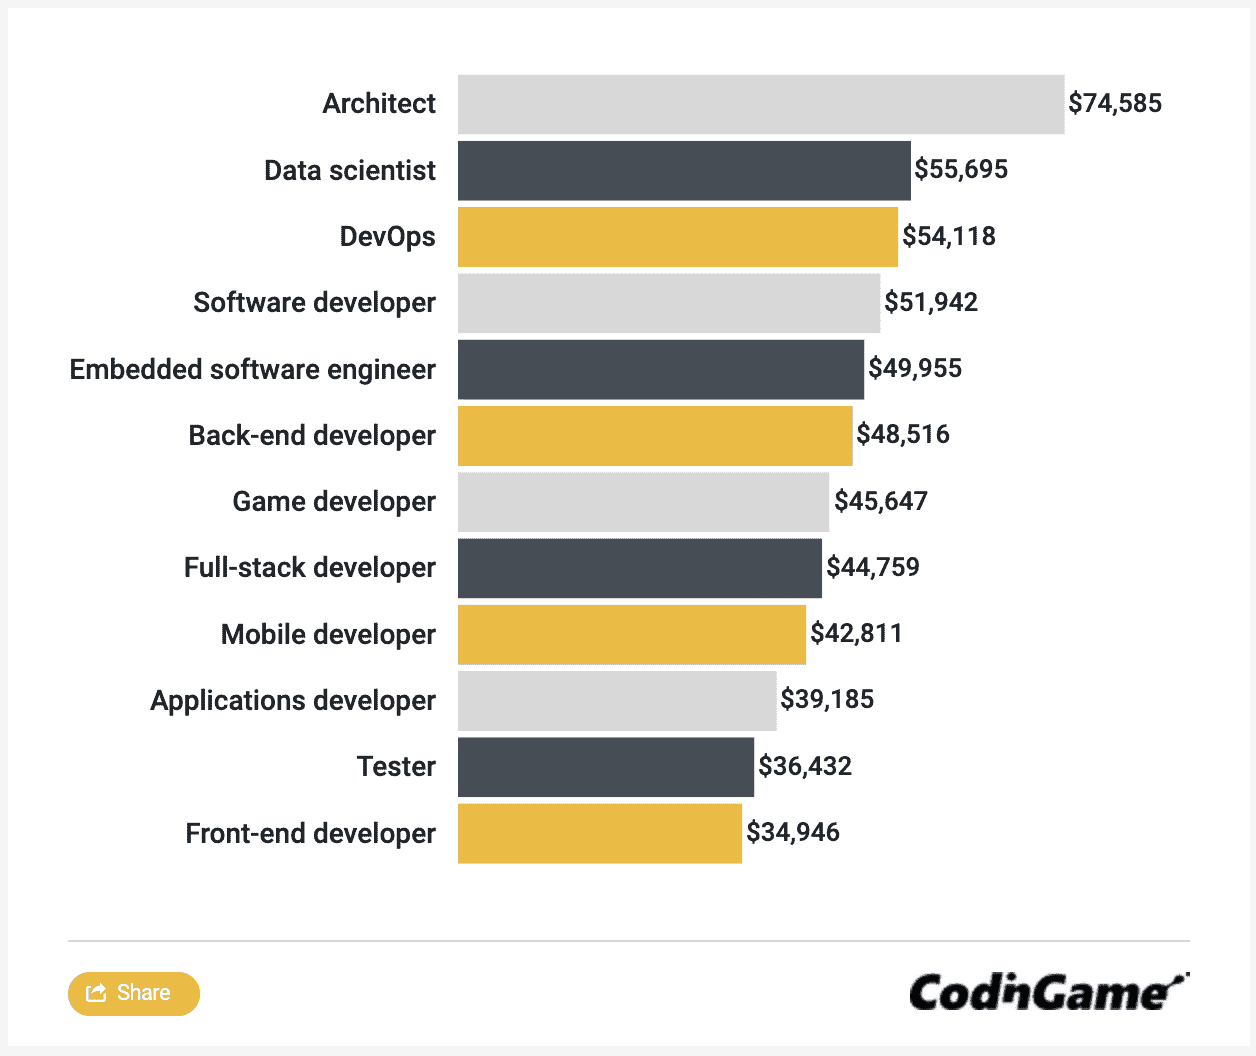 Architect $74,585
Data scientist $55,695
DevOps $54,118
Software developer $51,942
Embedded software engineer $49,955
Back-end developer $48,516
Game developer $45,647
Full-stack developer $44,759
Mobile developer $42,811
Applications developer $39,185
Tester $36,432
Front-end developer $34,946
Share CodinGame